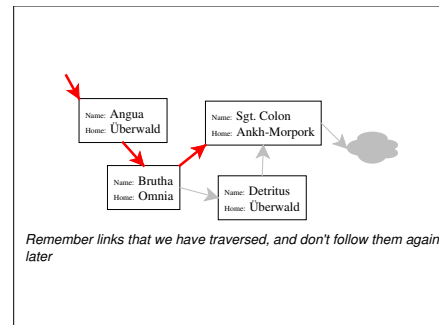 Name: Angua
Home: Überwald
Name: Sgt. Colon
Home: Ankh-Morpork
Name: Brutha
Home: Omnia
Name: Detritus
Home: Überwald
Remember links that we have traversed, and don't follow them again
later